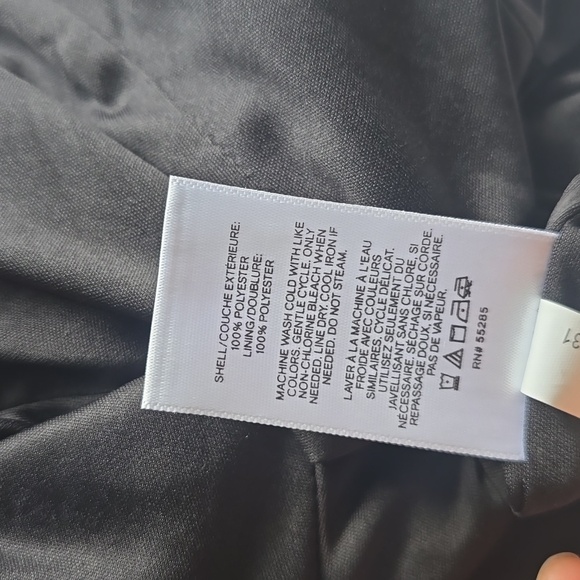 SHELL/COUCHE EXTÉRIEURE:
100% POLYESTER
LINING/DOUBLURE:
100% POLYESTER
MACHINE WASH COLD WITH LIKE
COLORS, GENTLE CYCLE. ONLY
NON-CHLORINE BLEACH WHEN
NEEDED. LINE DRY. COOL IRON IF
NEEDED. DO NOT STEAM.
LAVER À LA MACHINE À L'EAU
FROIDE AVEC COULEURS
SIMILAIRES, CYCLE DÉLICAT.
UTILISEZ SEULEMENT DU
JAVELLISANT SANS CHLORE, SI
NÉCESSAIRE. SÉCHAGE SUR CORDE.
REPASSAGE DOUX, SI NÉCESSAIRE.
PAS DE VAPEUR.
RN# 55285
31